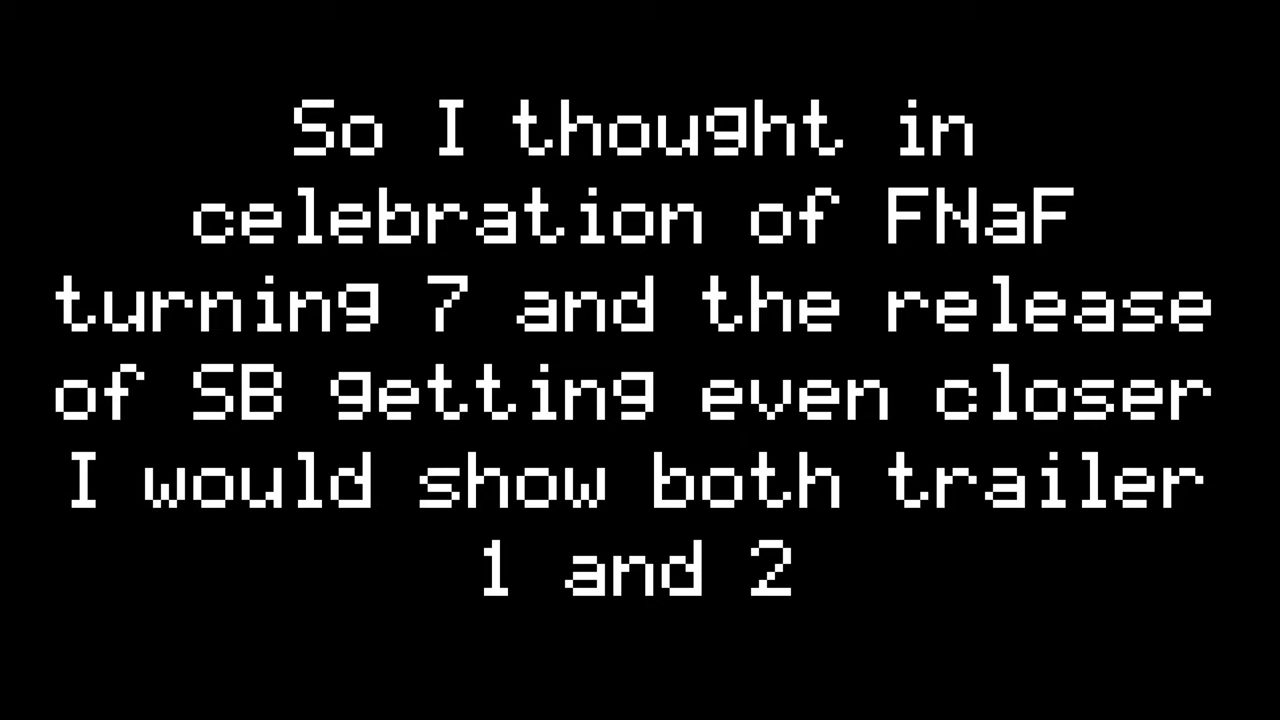 So I thought in
celebration of FNaF
turning 7 and the release
of SB getting even closer
I would show both trailer
1 and 2